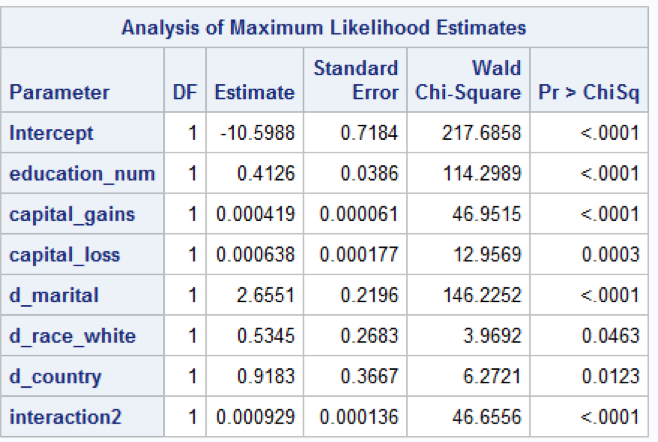 Analysis of Maximum Likelihood Estimates
Parameter DF Estimate Standard Error Wald Chi-Square Pr > ChiSq
Intercept 1 -10.5988 0.7184 217.6858 <.0001
education_num 1 0.4126 0.0386 114.2989 <.0001
capital_gains 1 0.000419 0.000061 46.9515 <.0001
capital_loss 1 0.000638 0.000177 12.9569 0.0003
d_marital 1 2.6551 0.2196 146.2252 <.0001
d_race_white 1 0.5345 0.2683 3.9692 0.0463
d_country 1 0.9183 0.3667 6.2721 0.0123
interaction2 1 0.000929 0.000136 46.6556 <.0001